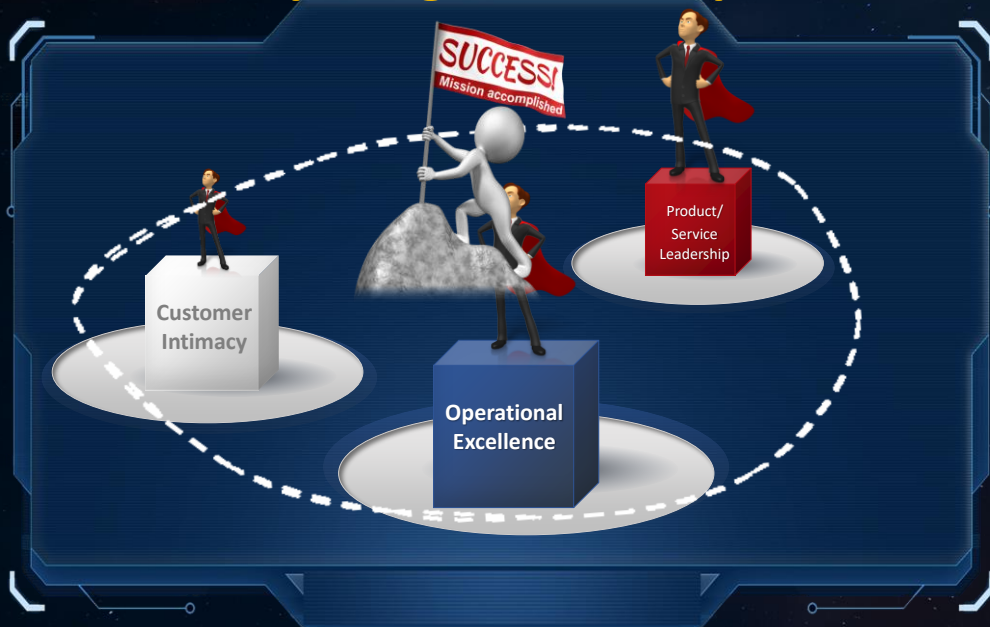 SUCCESS!
Mission accomplished
Product/
Service
Leadership
Customer
Intimacy
Operational
Excellence